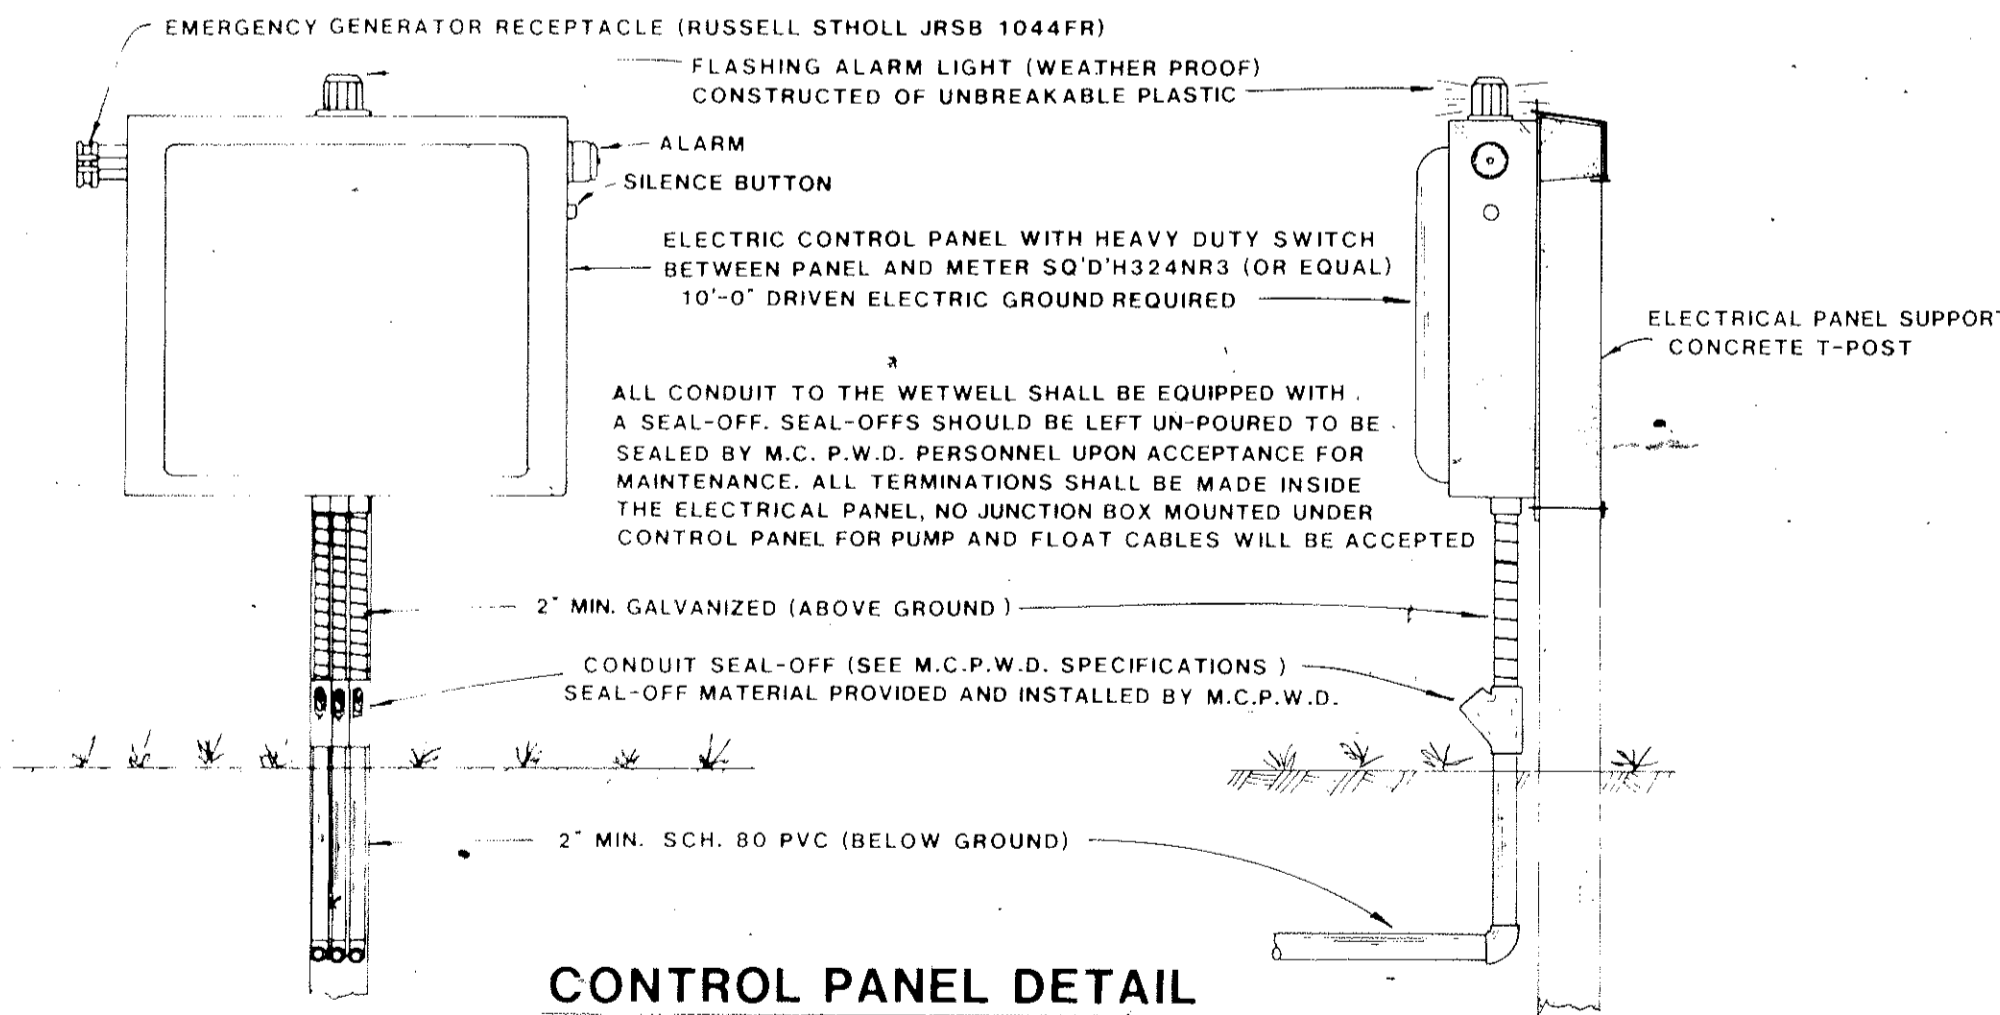 EMERGENCY GENERATOR RECEPTACLE (RUSSELL STHOLL JRSB 1044FR)
FLASHING ALARM LIGHT (WEATHER PROOF)
CONSTRUCTED OF UNBREAKABLE PLASTIC
ALARM
SILENCE BUTTON
ELECTRIC CONTROL PANEL WITH HEAVY DUTY SWITCH
BETWEEN PANEL AND METER SQ'D'H324NR3 (OR EQUAL)
10'-0" DRIVEN ELECTRIC GROUND REQUIRED
ELECTRICAL PANEL SUPPORT
CONCRETE T-POST
ALL CONDUIT TO THE WETWELL SHALL BE EQUIPPED WITH
A SEAL-OFF. SEAL-OFFS SHOULD BE LEFT UN-POURED TO BE
SEALED BY M.C. P.W.D. PERSONNEL UPON ACCEPTANCE FOR
MAINTENANCE. ALL TERMINATIONS SHALL BE MADE INSIDE
THE ELECTRICAL PANEL, NO JUNCTION BOX MOUNTED UNDER
CONTROL PANEL FOR PUMP AND FLOAT CABLES WILL BE ACCEPTED
2" MIN. GALVANIZED (ABOVE GROUND)
CONDUIT SEAL-OFF (SEE M.C.P.W.D. SPECIFICATIONS)
SEAL-OFF MATERIAL PROVIDED AND INSTALLED BY M.C.P.W.D.
2" MIN. SCH. 80 PVC (BELOW GROUND)
CONTROL PANEL DETAIL